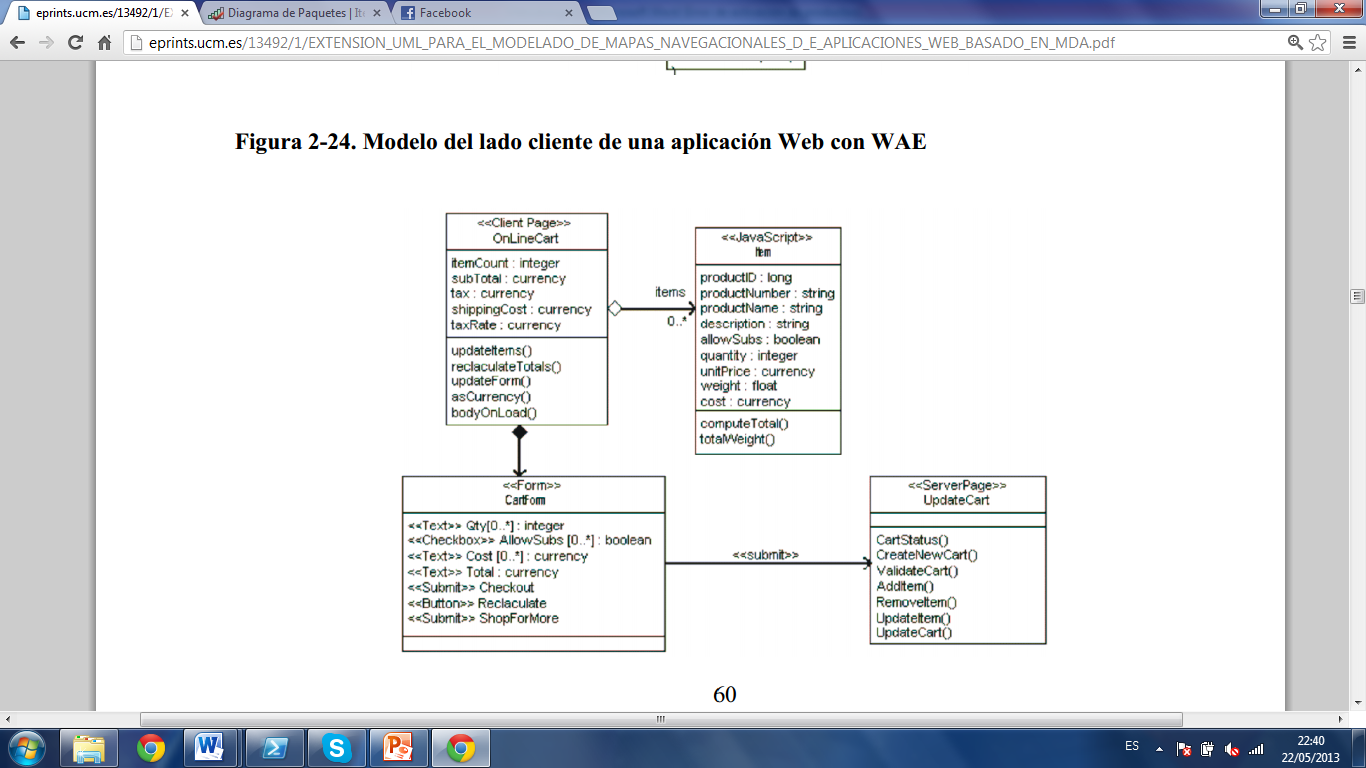 eprints.ucm.es/13492/1/EX
Diagrama de Paquetes | Ite
Facebook
eprints.ucm.es/13492/1/EXTENSION_UML_PARA_EL_MODELADO_DE_MAPAS_NAVEGACIONALES_D_E_APLICACIONES_WEB_BASADO_EN_MDA.pdf
Figura 2-24. Modelo del lado cliente de una aplicación Web con WAE
<<Client Page>>
OnLineCart
itemCount : integer
subTotal : currency
tax : currency
shippingCost : currency
taxRate : currency
updateItems()
reclaculateTotals()
updateForm()
asCurrency()
bodyOnLoad()
items
0..*
<<JavaScript>>
Item
productID : long
productNumber : string
productName : string
description : string
allowSubs : boolean
quantity : integer
unitPrice : currency
weight : float
cost : currency
computeTotal()
totalWeight()
<<Form>>
CartForm
<<Text>> Qty[0..*] : integer
<<Checkbox>> AllowSubs [0..*] : boolean
<<Text>> Cost [0..*] : currency
<<Text>> Total : currency
<<Submit>> Checkout
<<Button>> Reclaculate
<<Submit>> ShopForMore
<<submit>>
<<ServerPage>>
UpdateCart
CartStatus()
CreateNewCart()
ValidateCart()
AddItem()
RemoveItem()
UpdateItem()
UpdateCart()
60
ES
22:40
22/05/2013